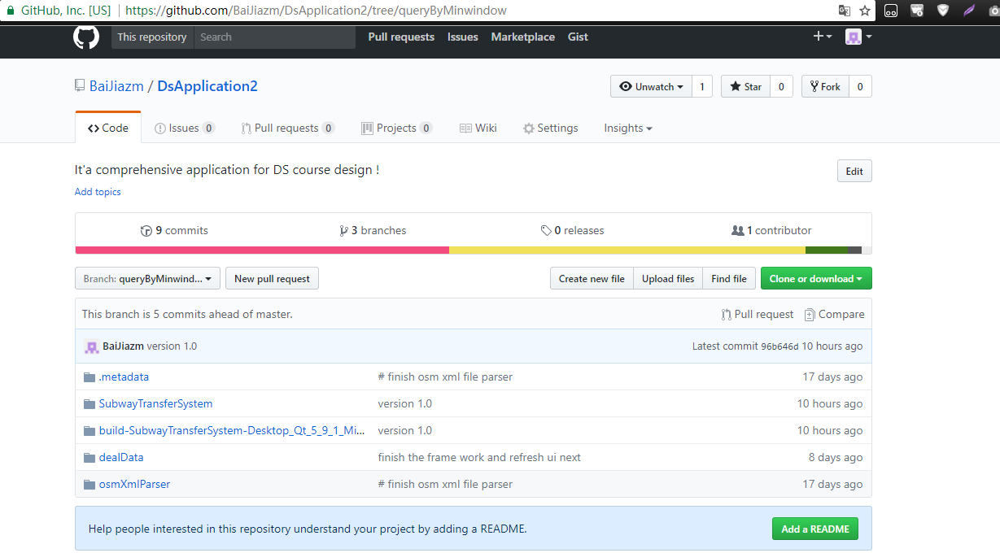 GitHub, Inc. [US] https://github.com/BaiJiazm/DsApplication2/tree/queryByMinwindow
This repository Search Pull requests Issues Marketplace Gist
BaiJiazm / DsApplication2 Unwatch 1 Star 0 Fork 0
Code Issues 0 Pull requests 0 Projects 0 Wiki Settings Insights
It'a comprehensive application for DS course design ! Edit
Add topics
9 commits 3 branches 0 releases 1 contributor
Branch: queryByMinwind... New pull request Create new file Upload files Find file Clone or download
This branch is 5 commits ahead of master. Pull request Compare
BaiJiazm version 1.0 Latest commit 96b646d 10 hours ago
.metadata # finish osm xml file parser 17 days ago
SubwayTransferSystem version 1.0 10 hours ago
build-SubwayTransferSystem-Desktop_Qt_5_9_1_Mi... version 1.0 10 hours ago
dealData finish the frame work and refresh ui next 8 days ago
osmXmlParser # finish osm xml file parser 17 days ago
Help people interested in this repository understand your project by adding a README. Add a README